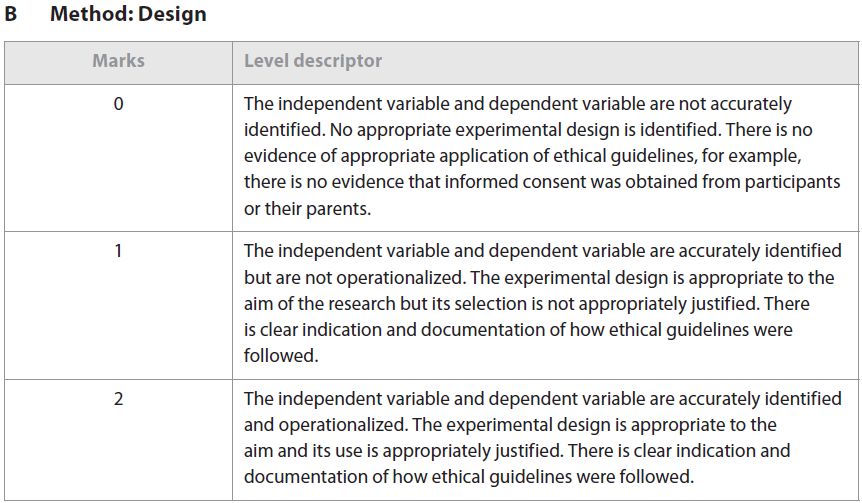 B Method: Design
Marks Level descriptor
0 The independent variable and dependent variable are not accurately
identified. No appropriate experimental design is identified. There is no
evidence of appropriate application of ethical guidelines, for example,
there is no evidence that informed consent was obtained from participants
or their parents.
1 The independent variable and dependent variable are accurately identified
but are not operationalized. The experimental design is appropriate to the
aim of the research but its selection is not appropriately justified. There
is clear indication and documentation of how ethical guidelines were
followed.
2 The independent variable and dependent variable are accurately identified
and operationalized. The experimental design is appropriate to the
aim and its use is appropriately justified. There is clear indication and
documentation of how ethical guidelines were followed.